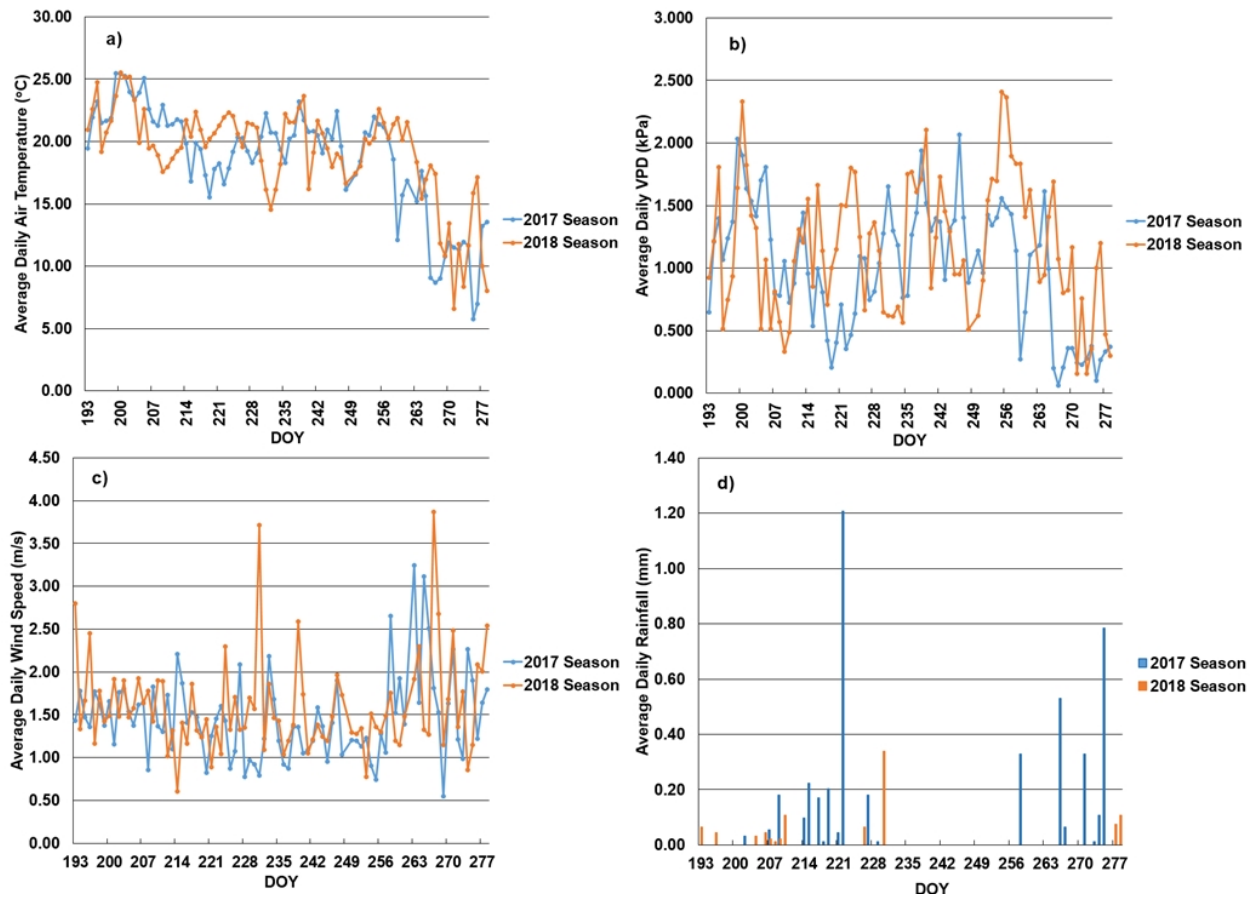 a)
Average Daily Air Temperature (°C)
30.00
25.00
20.00
15.00
10.00
5.00
0.00
193 200 207 214 221 228 235 242 249 256 263 270 277
DOY
2017 Season
2018 Season
b)
Average Daily VPD (kPa)
3.000
2.500
2.000
1.500
1.000
0.500
0.000
193 200 207 214 221 228 235 242 249 256 263 270 277
DOY
2017 Season
2018 Season
c)
Average Daily Wind Speed (m/s)
4.50
4.00
3.50
3.00
2.50
2.00
1.50
1.00
0.50
0.00
193 200 207 214 221 228 235 242 249 256 263 270 277
DOY
2017 Season
2018 Season
d)
Average Daily Rainfall (mm)
1.40
1.20
1.00
0.80
0.60
0.40
0.20
0.00
193 200 207 214 221 228 235 242 249 256 263 270 277
DOY
2017 Season
2018 Season